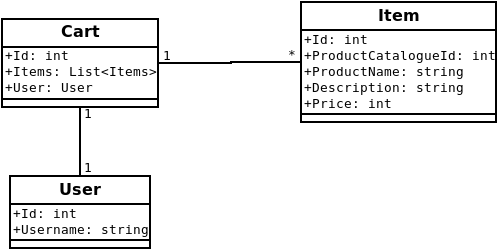 Cart
+Id: int
+Items: List<Items>
+User: User
1
*
Item
+Id: int
+ProductCatalogueId: int
+ProductName: string
+Description: string
+Price: int
1
1
User
+Id: int
+Username: string